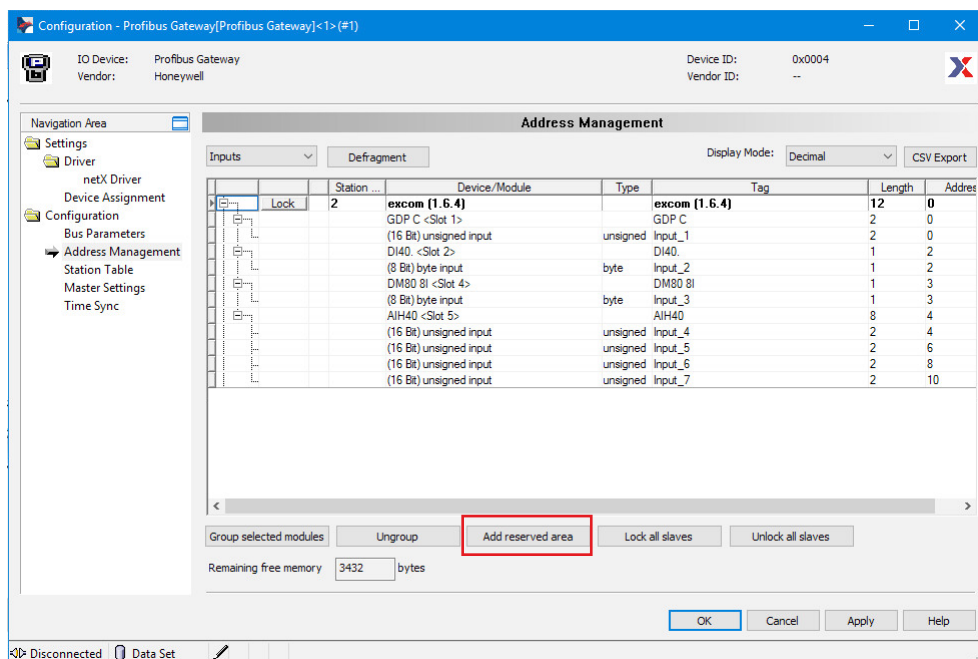 Configuration - Profibus Gateway[Profibus Gateway]<1>(#1)
IO Device: Profibus Gateway Device ID: 0x0004
Vendor: Honeywell Vendor ID: --
Navigation Area Address Management
Settings
Driver
netX Driver
Device Assignment
Configuration
Bus Parameters
Address Management
Station Table
Master Settings
Time Sync
Inputs Defragment Display Mode: Decimal CSV Export
Station ... Device/Module Type Tag Length Addres
Lock 2 excom (1.6.4) excom (1.6.4) 12 0
GDP C <Slot 1> GDP C 2 0
(16 Bit) unsigned input unsigned Input_1 2 0
DI40. <Slot 2> DI40. 1 2
(8 Bit) byte input byte Input_2 1 2
DM80 8I <Slot 4> DM80 8I 1 3
(8 Bit) byte input byte Input_3 1 3
AIH40 <Slot 5> AIH40 8 4
(16 Bit) unsigned input unsigned Input_4 2 4
(16 Bit) unsigned input unsigned Input_5 2 6
(16 Bit) unsigned input unsigned Input_6 2 8
(16 Bit) unsigned input unsigned Input_7 2 10
Group selected modules Ungroup Add reserved area Lock all slaves Unlock all slaves
Remaining free memory 3432 bytes
OK Cancel Apply Help
Disconnected Data Set